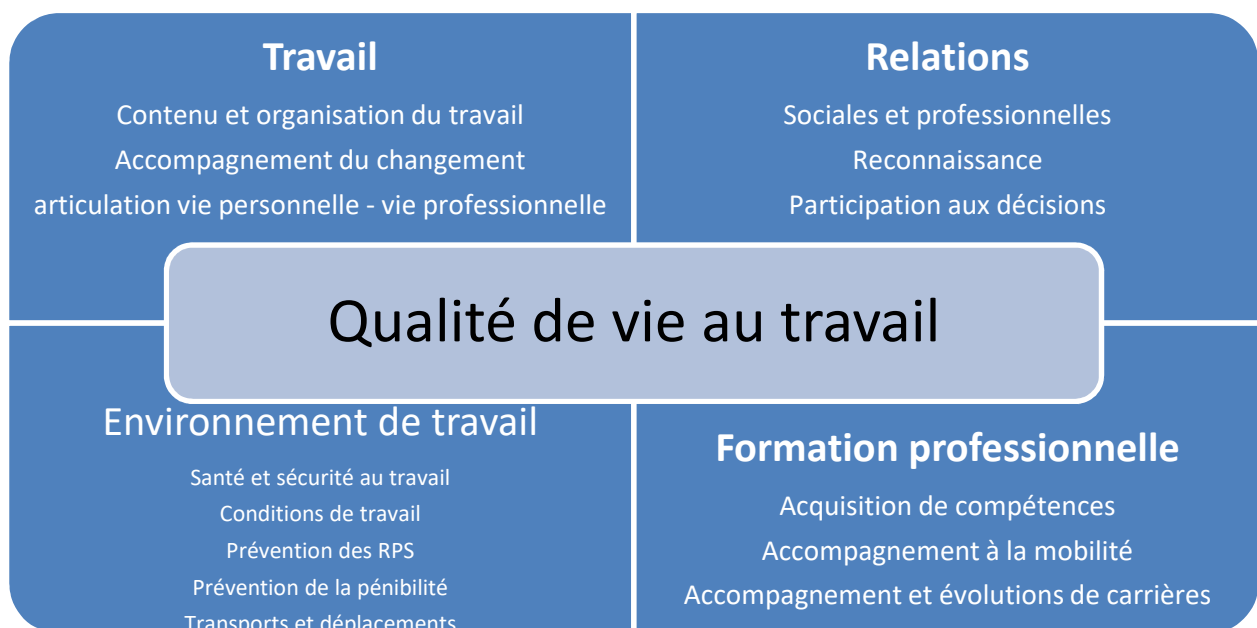 Travail
Contenu et organisation du travail
Accompagnement du changement
articulation vie personnelle - vie professionnelle
Relations
Sociales et professionnelles
Reconnaissance
Participation aux décisions
Qualité de vie au travail
Environnement de travail
Santé et sécurité au travail
Conditions de travail
Prévention des RPS
Prévention de la pénibilité
Transports et déplacements
Formation professionnelle
Acquisition de compétences
Accompagnement à la mobilité
Accompagnement et évolutions de carrières